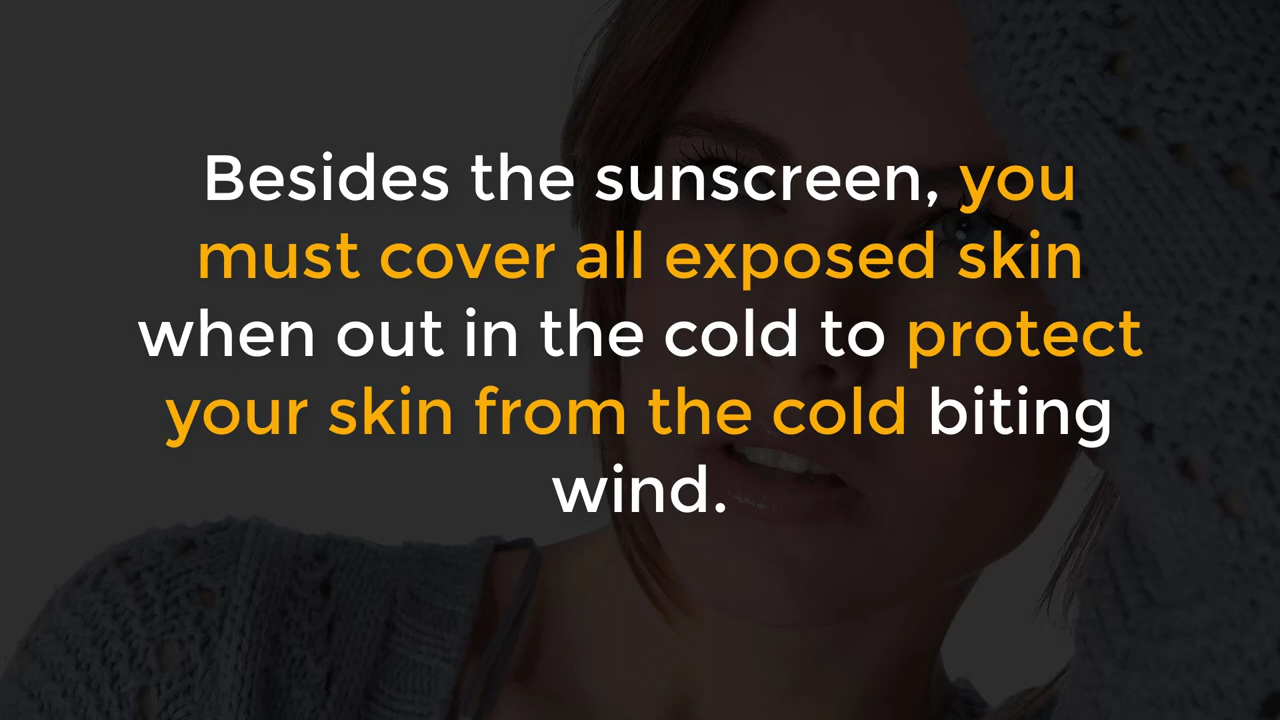 Besides the sunscreen, you
must cover all exposed skin
when out in the cold to protect
your skin from the cold biting
wind.